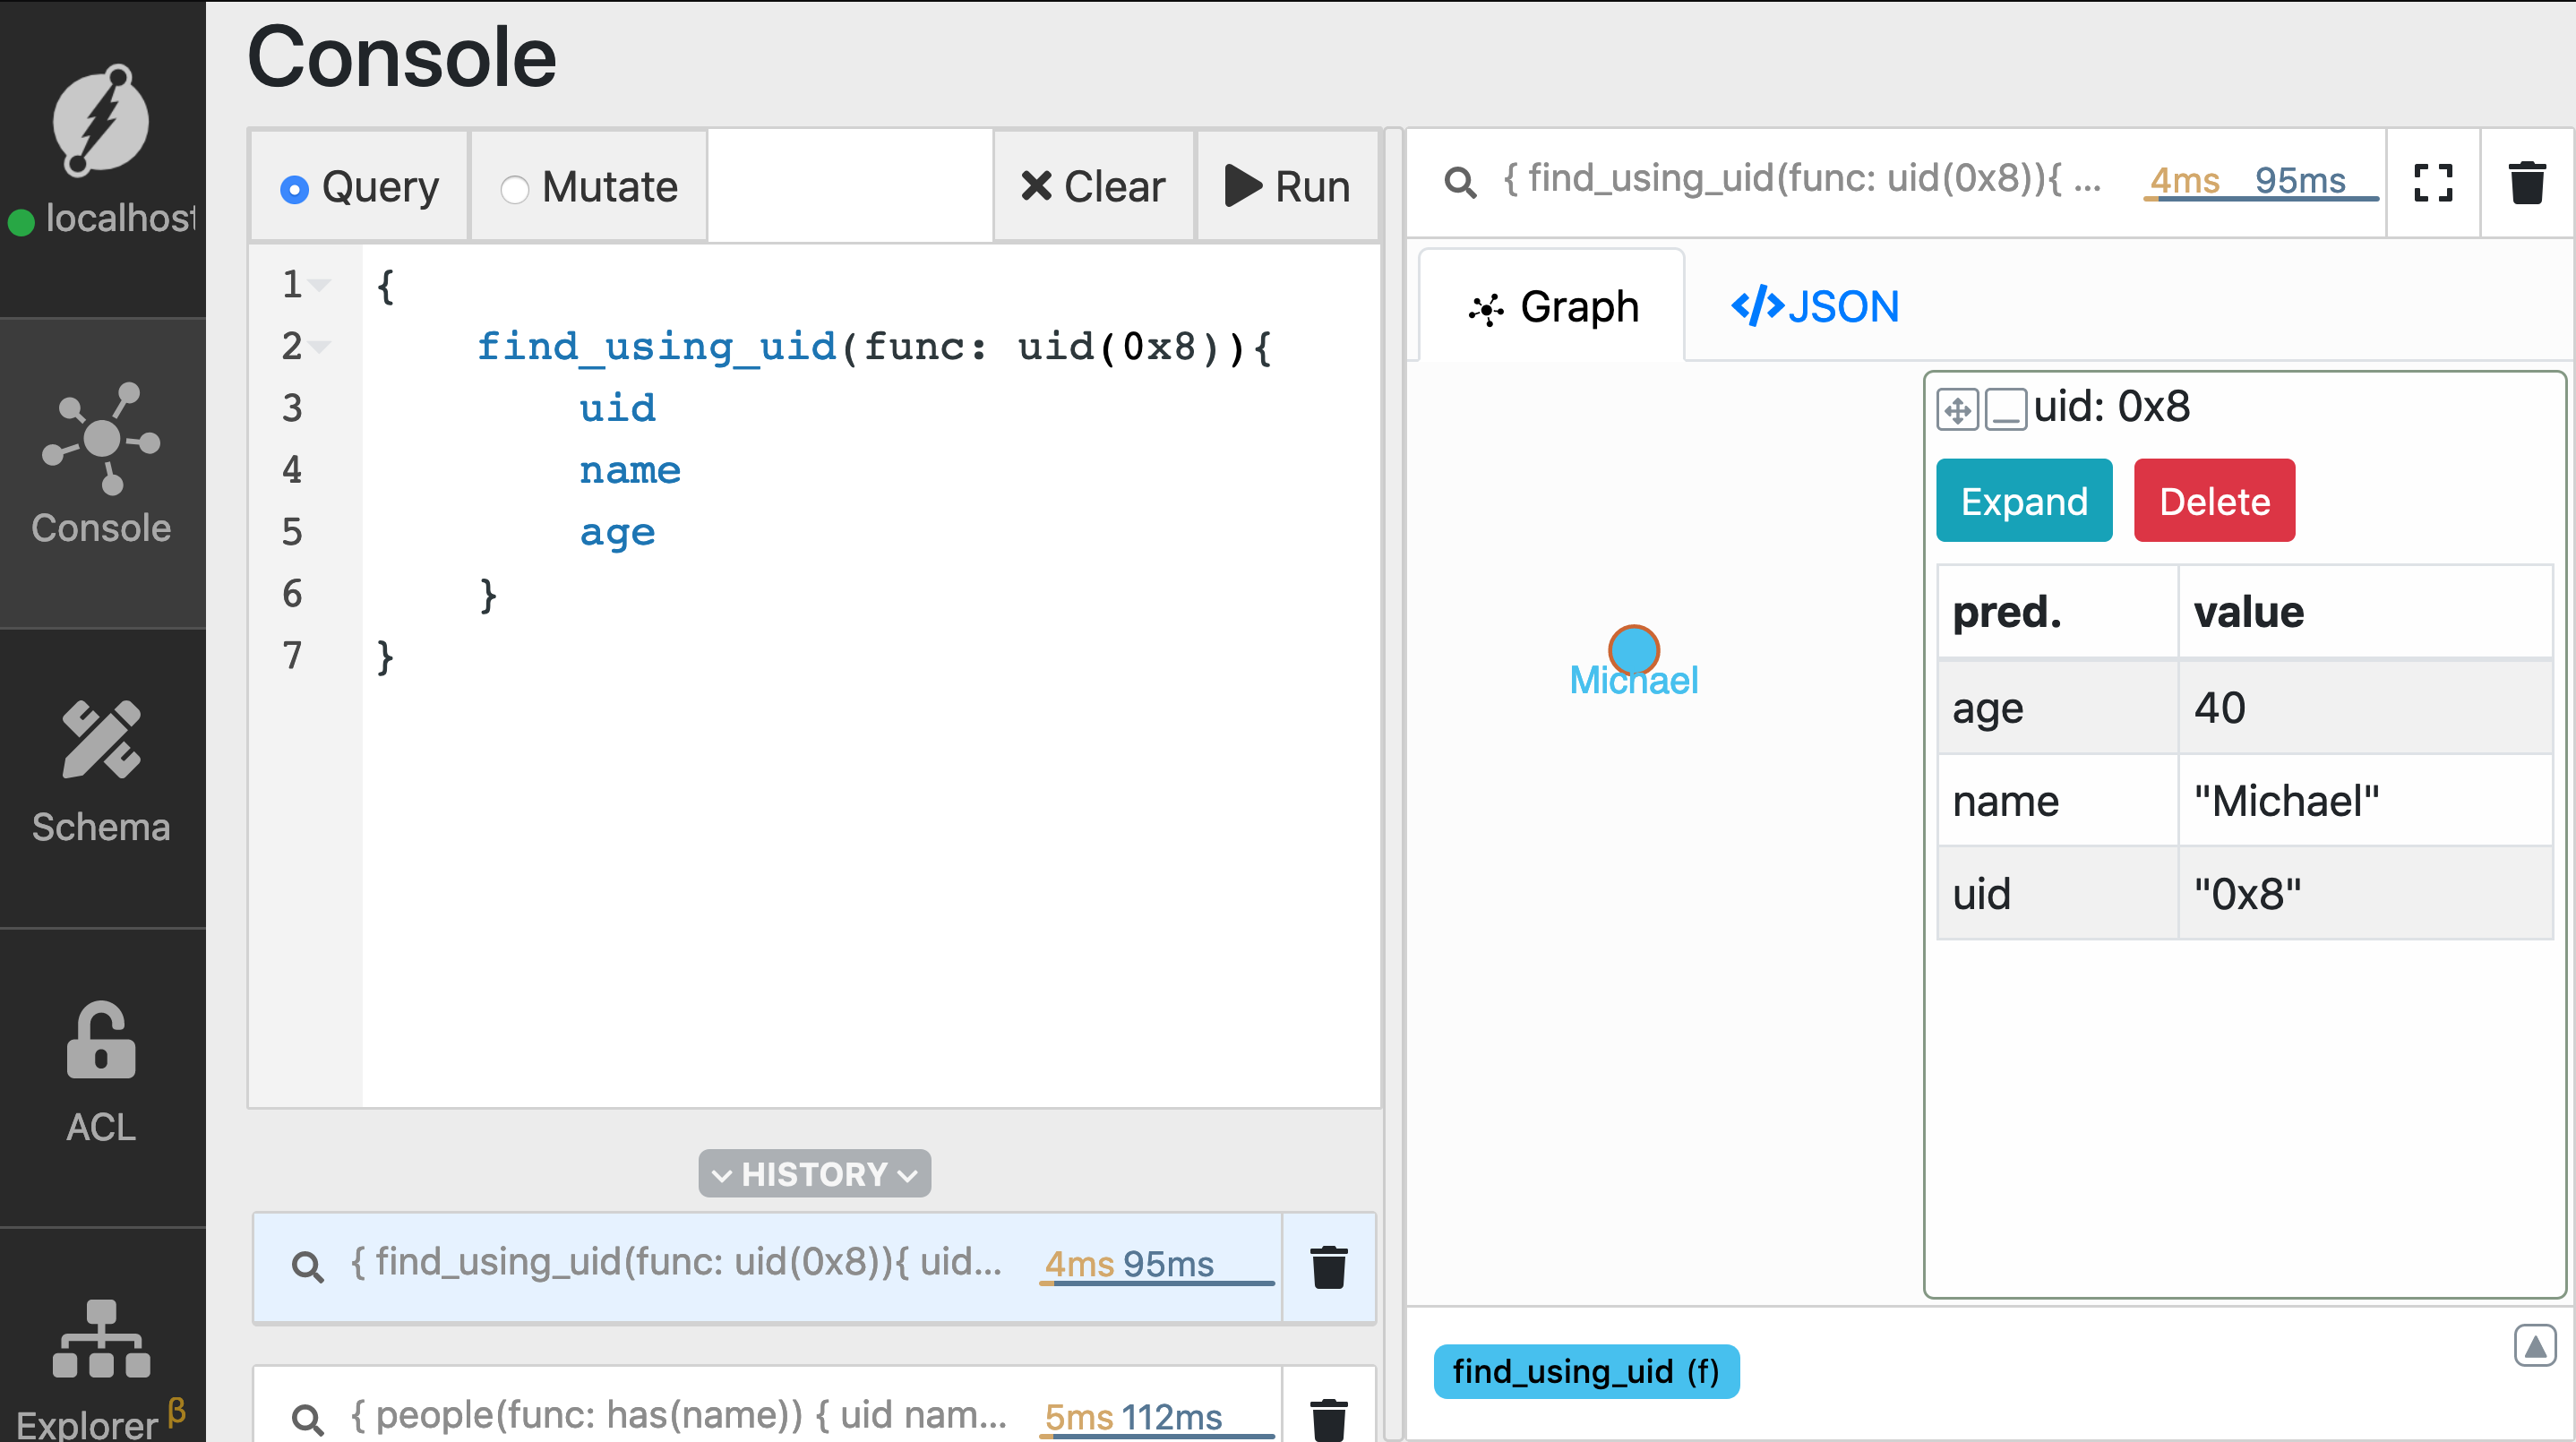 Console
localhost
Console
Schema
ACL
Explorer β
Query
Mutate
Clear
Run
1 {
2 find_using_uid(func: uid(0x8)){
3 uid
4 name
5 age
6 }
7 }
HISTORY
{ find_using_uid(func: uid(0x8)){ uid... 4ms 95ms
{ people(func: has(name)) { uid nam... 5ms 112ms
{ find_using_uid(func: uid(0x8)){ ... 4ms 95ms
Graph
</>JSON
Michael
uid: 0x8
Expand
Delete
pred. value
age 40
name "Michael"
uid "0x8"
find_using_uid (f)